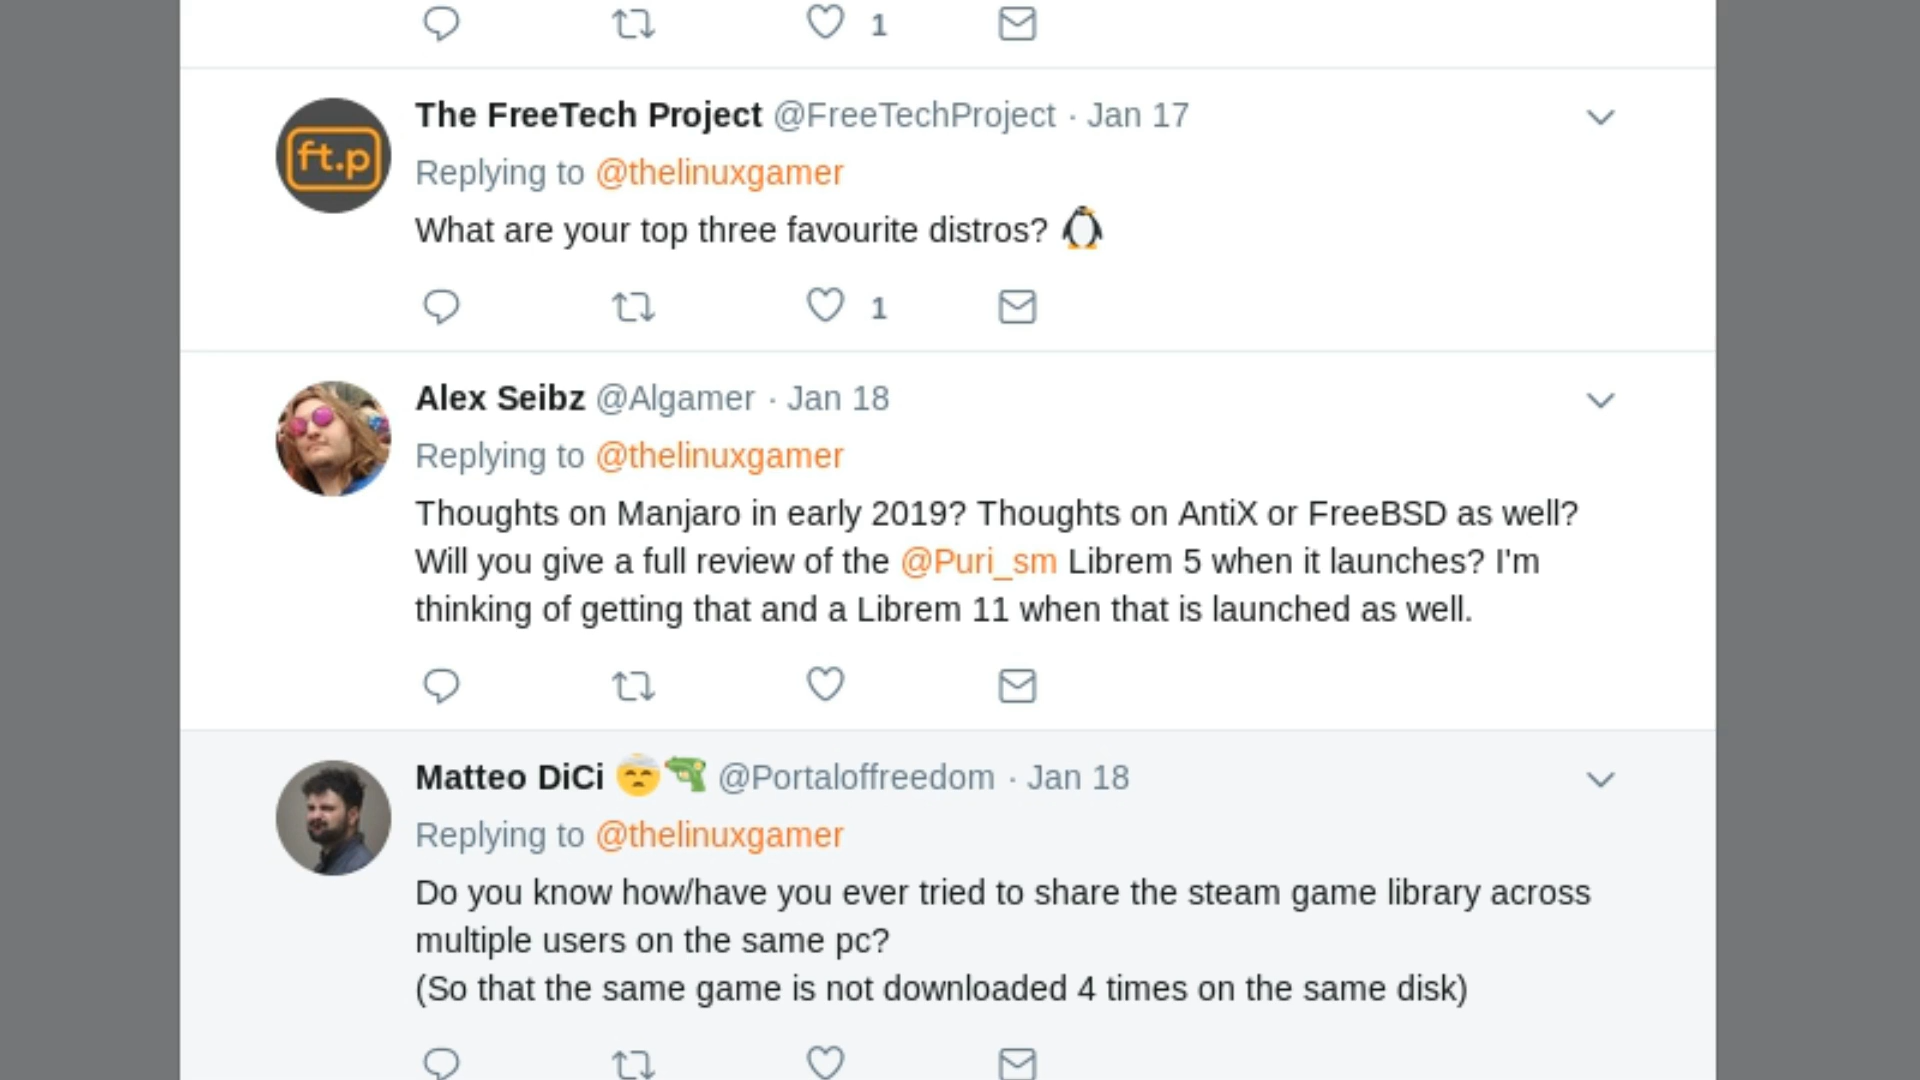 1
The FreeTech Project @FreeTechProject · Jan 17
ft.p
Replying to @thelinuxgamer
What are your top three favourite distros? 🐧
1
Alex Seibz @Algamer · Jan 18
Replying to @thelinuxgamer
Thoughts on Manjaro in early 2019? Thoughts on AntiX or FreeBSD as well?
Will you give a full review of the @Puri_sm Librem 5 when it launches? I'm
thinking of getting that and a Librem 11 when that is launched as well.
Matteo DiCi 🤕🔫 @Portaloffreedom · Jan 18
Replying to @thelinuxgamer
Do you know how/have you ever tried to share the steam game library across
multiple users on the same pc?
(So that the same game is not downloaded 4 times on the same disk)